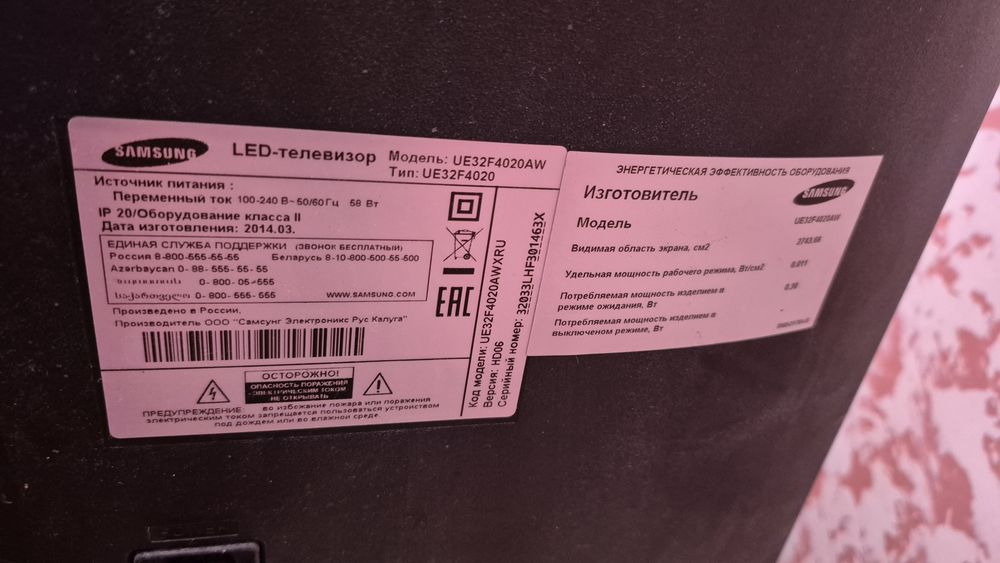 SAMSUNG LED-телевизор Модель: UE32F4020AW
Тип: UE32F4020
Источник питания :
Переменный ток 100-240 В~ 50/60 Гц 58 Вт
IP 20/Оборудование класса II
Дата изготовления: 2014.03.
ЕДИНАЯ СЛУЖБА ПОДДЕРЖКИ (ЗВОНОК БЕСПЛАТНЫЙ)
Россия 8-800-555-55-55 Беларусь 8-10-800-500-55-500
Azərbaycan 0-88-555-55-55
0-800-05-555
საქართველო 0-800-555-555 WWW.SAMSUNG.COM
Произведено в России,
Производитель ООО "Самсунг Электроникс Рус Калуга"
ОСТОРОЖНО!
ОПАСНОСТЬ ПОРАЖЕНИЯ
ЭЛЕКТРИЧЕСКИМ ТОКОМ
НЕ ОТКРЫВАТЬ
ПРЕДУПРЕЖДЕНИЕ: во избежание пожара или поражения
электрическим током запрещается пользоваться устройством
под дождем или во влажной среде.
EAC
Код модели: UE32F4020AWXRU
Версия: HD06
Серийный номер: 32033LHF301463X
ЭНЕРГЕТИЧЕСКАЯ ЭФФЕКТИВНОСТЬ ОБОРУДОВАНИЯ
Изготовитель SAMSUNG
Модель UE32F4020AW
Видимая область экрана, см2 2743,66
Удельная мощность рабочего режима, Вт/см2 0,011
Потребляемая мощность изделием в
режиме ожидания, Вт 0,30
Потребляемая мощность изделием в
выключенном режиме, Вт